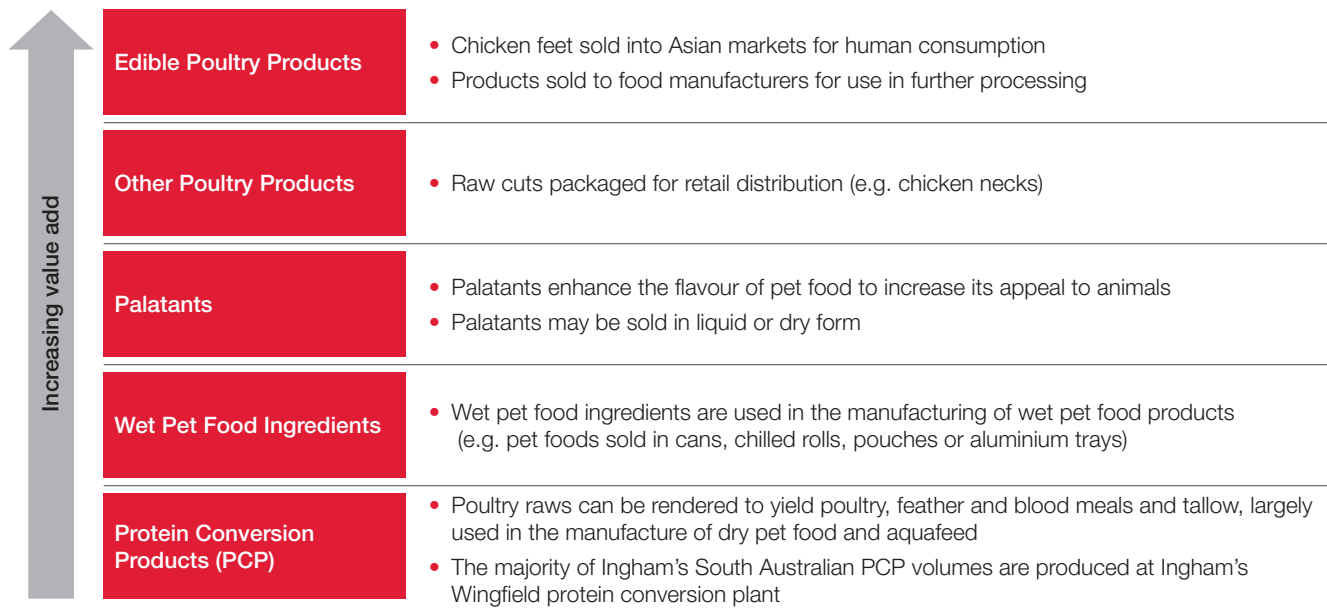 Increasing value add
Edible Poultry Products
• Chicken feet sold into Asian markets for human consumption
• Products sold to food manufacturers for use in further processing
Other Poultry Products
• Raw cuts packaged for retail distribution (e.g. chicken necks)
Palatants
• Palatants enhance the flavour of pet food to increase its appeal to animals
• Palatants may be sold in liquid or dry form
Wet Pet Food Ingredients
• Wet pet food ingredients are used in the manufacturing of wet pet food products
(e.g. pet foods sold in cans, chilled rolls, pouches or aluminium trays)
Protein Conversion
Products (PCP)
• Poultry raws can be rendered to yield poultry, feather and blood meals and tallow, largely
used in the manufacture of dry pet food and aquafeed
• The majority of Ingham's South Australian PCP volumes are produced at Ingham's
Wingfield protein conversion plant